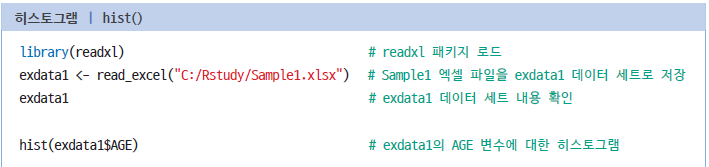 히스토그램 | hist()
library(readxl) # readxl 패키지 로드
exdata1 <- read_excel("C:/Rstudy/Sample1.xlsx") # Sample1 엑셀 파일을 exdata1 데이터 세트로 저장
exdata1 # exdata1 데이터 세트 내용 확인
hist(exdata1$AGE) # exdata1의 AGE 변수에 대한 히스토그램